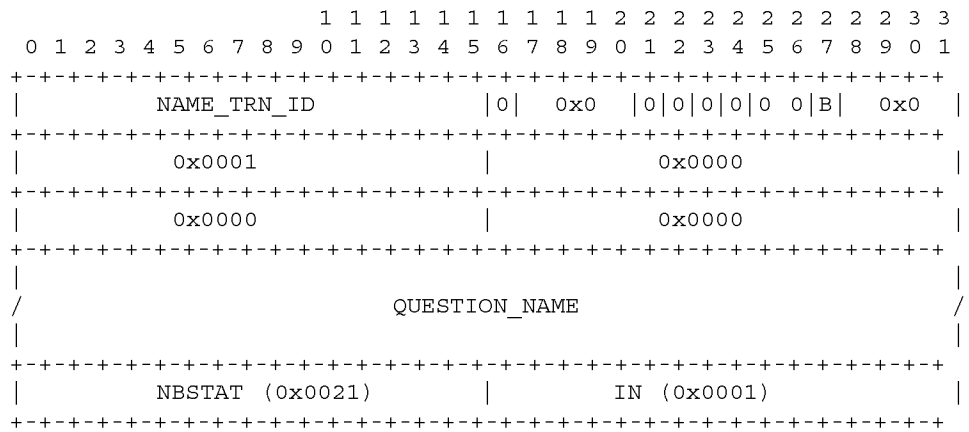 1 1 1 1 1 1 1 1 1 1 2 2 2 2 2 2 2 2 2 2 3 3
 0 1 2 3 4 5 6 7 8 9 0 1 2 3 4 5 6 7 8 9 0 1 2 3 4 5 6 7 8 9 0 1
+-+-+-+-+-+-+-+-+-+-+-+-+-+-+-+-+-+-+-+-+-+-+-+-+-+-+-+-+-+-+-+-+
|         NAME_TRN_ID           |0|  0x0  |0|0|0|0|0 0|B|  0x0  |
+-+-+-+-+-+-+-+-+-+-+-+-+-+-+-+-+-+-+-+-+-+-+-+-+-+-+-+-+-+-+-+-+
|          0x0001               |           0x0000              |
+-+-+-+-+-+-+-+-+-+-+-+-+-+-+-+-+-+-+-+-+-+-+-+-+-+-+-+-+-+-+-+-+
|          0x0000               |           0x0000              |
+-+-+-+-+-+-+-+-+-+-+-+-+-+-+-+-+-+-+-+-+-+-+-+-+-+-+-+-+-+-+-+-+
|                                                               |
/                         QUESTION_NAME                         /
|                                                               |
+-+-+-+-+-+-+-+-+-+-+-+-+-+-+-+-+-+-+-+-+-+-+-+-+-+-+-+-+-+-+-+-+
|         NBSTAT (0x0021)       |        IN (0x0001)            |
+-+-+-+-+-+-+-+-+-+-+-+-+-+-+-+-+-+-+-+-+-+-+-+-+-+-+-+-+-+-+-+-+